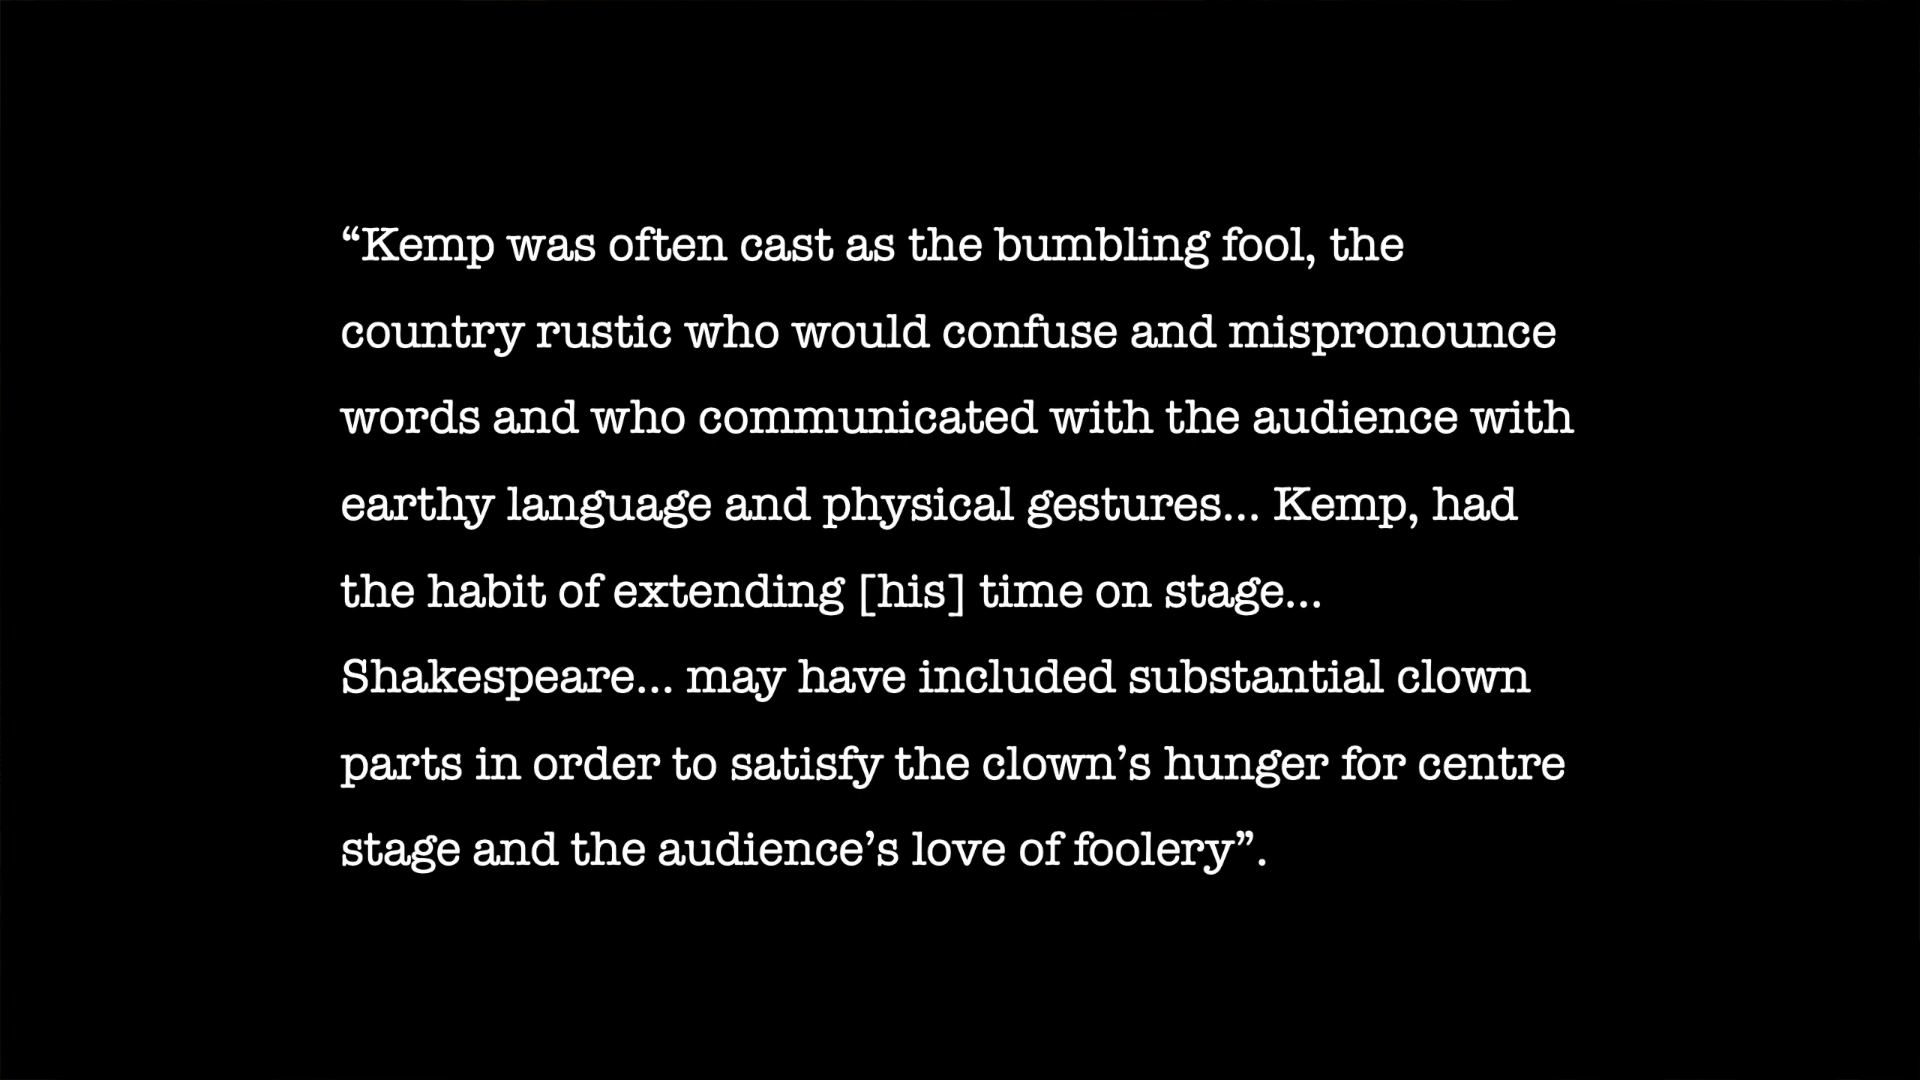 “Kemp was often cast as the bumbling fool, the
country rustic who would confuse and mispronounce
words and who communicated with the audience with
earthy language and physical gestures... Kemp, had
the habit of extending [his] time on stage...
Shakespeare... may have included substantial clown
parts in order to satisfy the clown’s hunger for centre
stage and the audience’s love of foolery”.